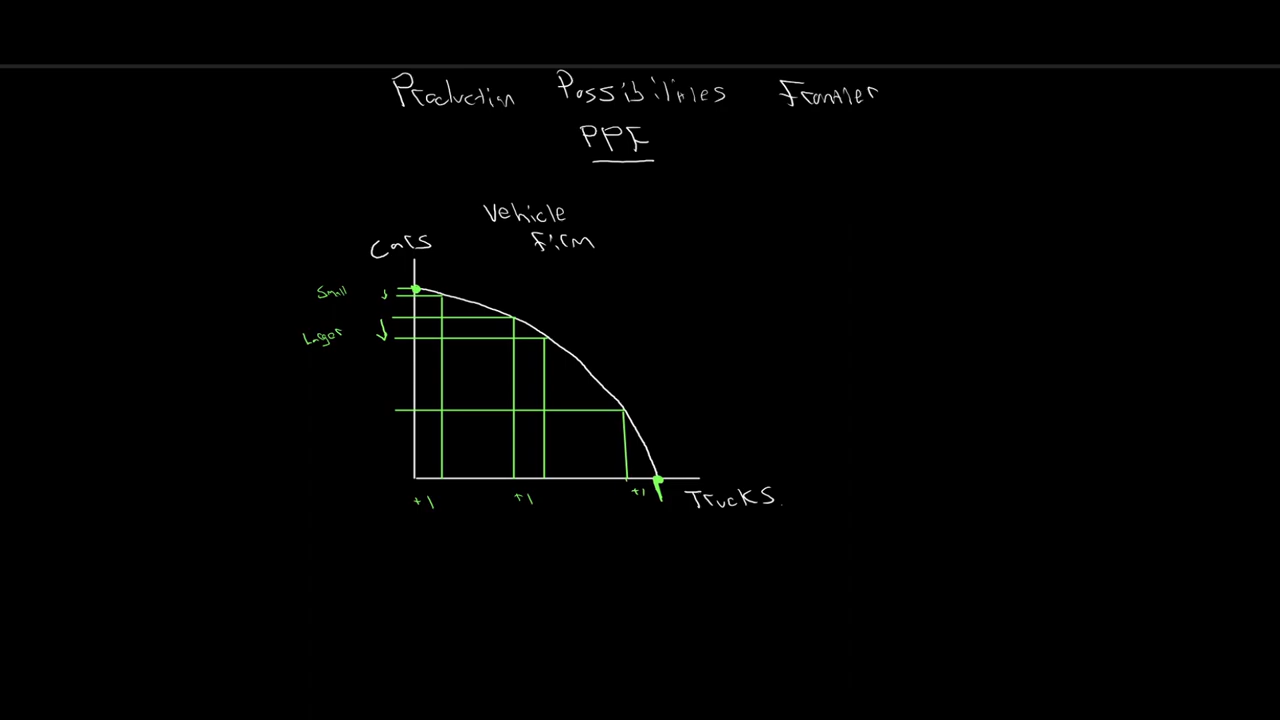 Production Possibilities Frontier
PPF
Vehicle
Firm
Cars
Small
Larger
+1 +1 +1
Trucks